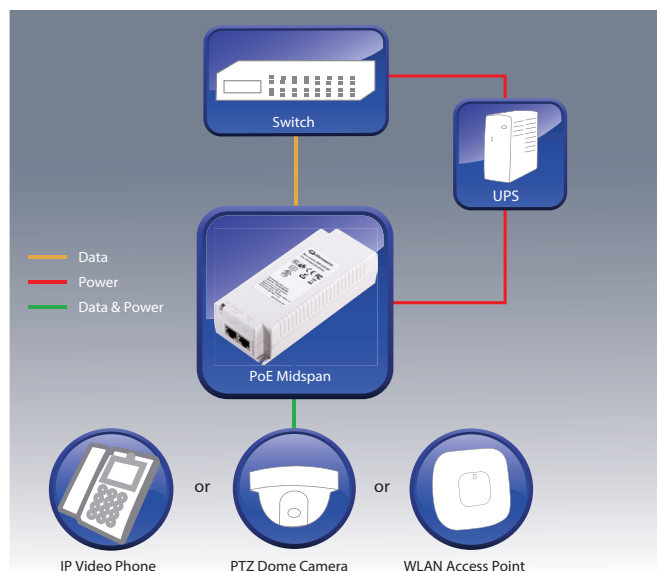 Switch
UPS
Data
Power
Data & Power
PoE Midspan
or
or
IP Video Phone
PTZ Dome Camera
WLAN Access Point